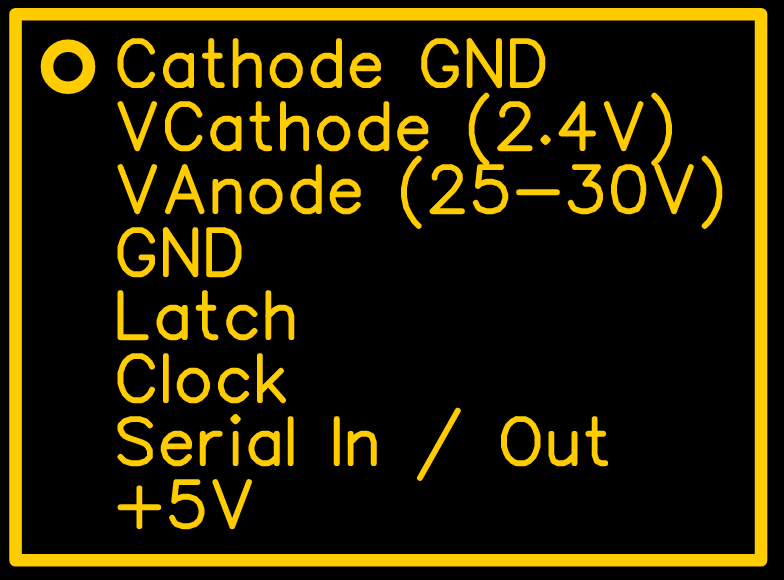 Cathode GND
VCathode (2.4V)
VAnode (25-30V)
GND
Latch
Clock
Serial In / Out
+5V